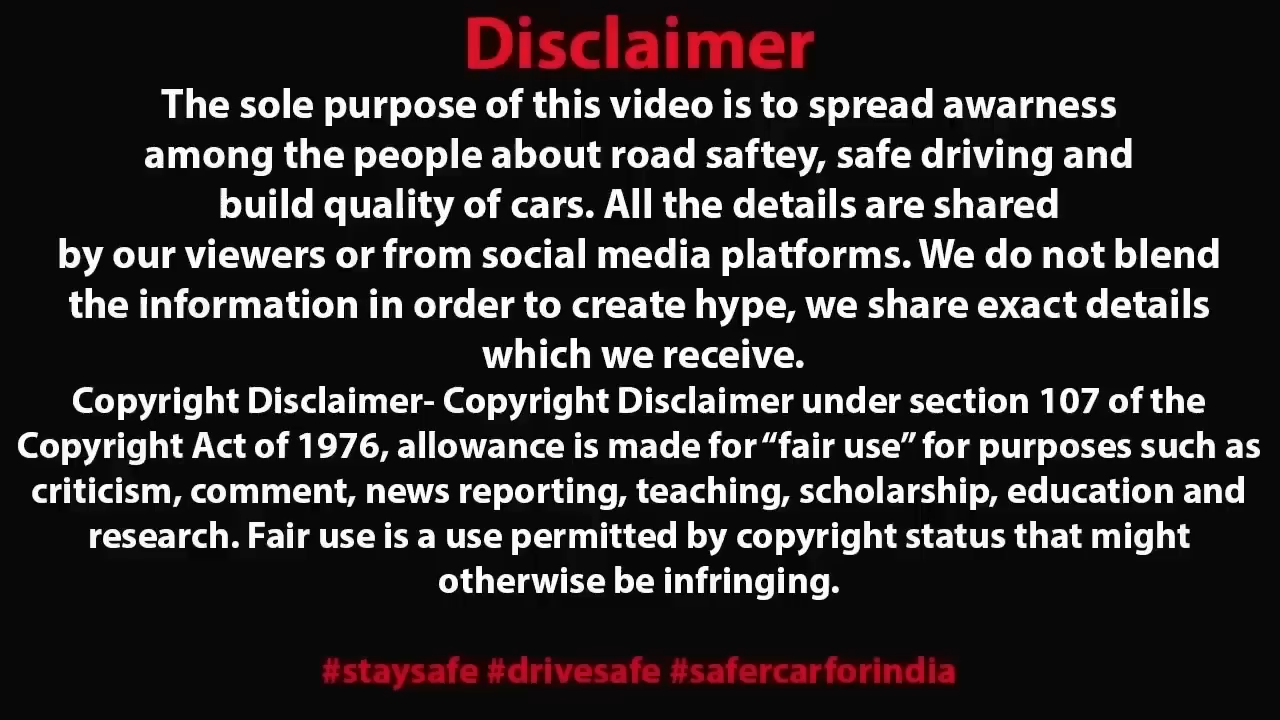 Disclaimer
The sole purpose of this video is to spread awarness
among the people about road saftey, safe driving and
build quality of cars. All the details are shared
by our viewers or from social media platforms. We do not blend
the information in order to create hype, we share exact details
which we receive.
Copyright Disclaimer- Copyright Disclaimer under section 107 of the
Copyright Act of 1976, allowance is made for “fair use” for purposes such as
criticism, comment, news reporting, teaching, scholarship, education and
research. Fair use is a use permitted by copyright status that might
otherwise be infringing.
#staysafe #drivesafe #safercarforindia